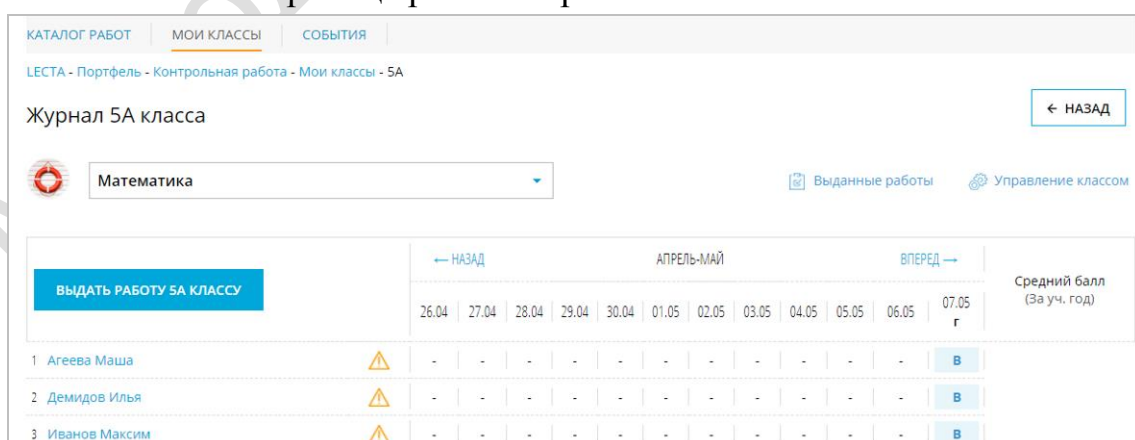 КАТАЛОГ РАБОТ МОИ КЛАССЫ СОБЫТИЯ
LECTA - Портфель - Контрольная работа - Мои классы - 5А
Журнал 5А класса
← НАЗАД
Математика
Выданные работы
Управление классом
ВЫДАТЬ РАБОТУ 5А КЛАССУ
← НАЗАД АПРЕЛЬ-МАЙ ВПЕРЕД →
Средний балл
(За уч. год)
26.04 27.04 28.04 29.04 30.04 01.05 02.05 03.05 04.05 05.05 06.05 07.05
г
1 Агеева Маша - - - - - - - - - - - В
2 Демидов Илья - - - - - - - - - - - В
3 Иванов Максим - - - - - - - - - - - В